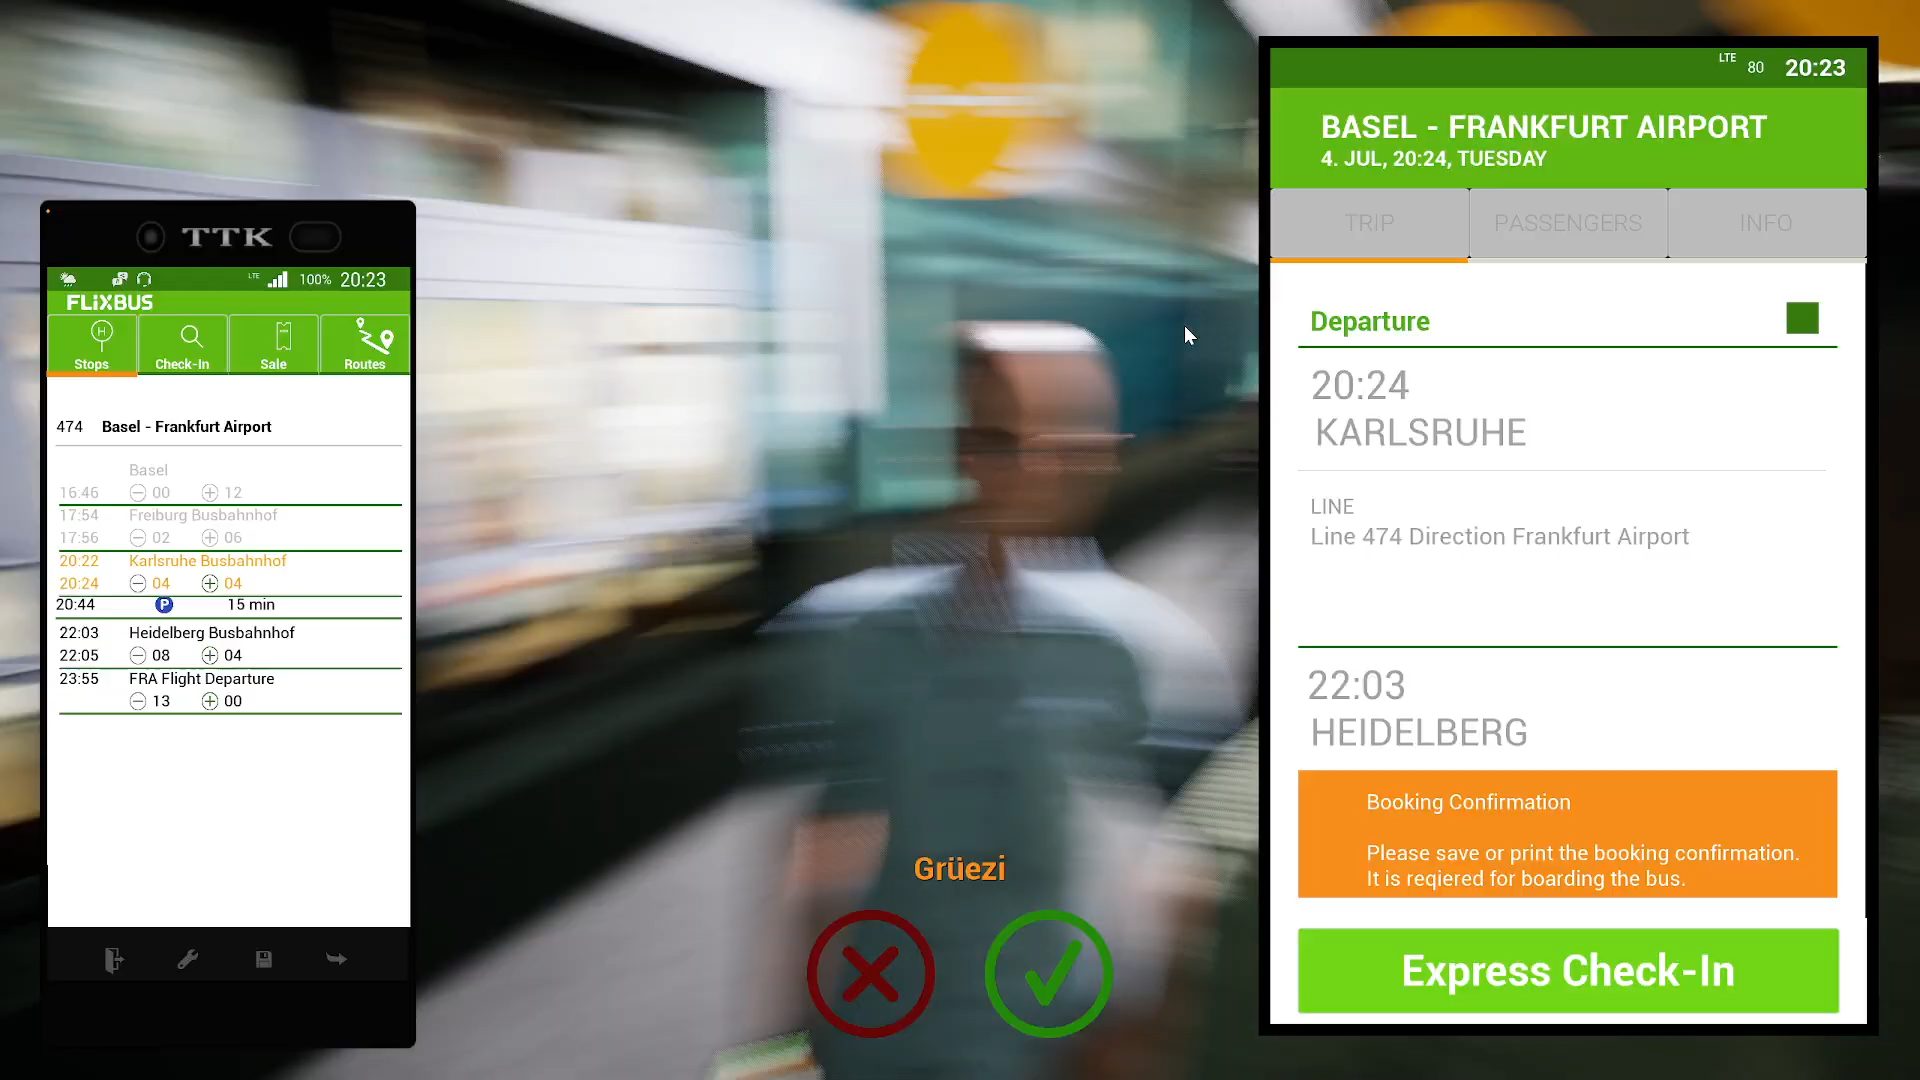 TTK
LTE 100% 20:23
FLiXBUS
Stops Check-In Sale Routes
474 Basel - Frankfurt Airport
Basel
16:46 00 12
17:54 Freiburg Busbahnhof
17:56 02 06
20:22 Karlsruhe Busbahnhof
20:24 04 04
20:44 P 15 min
22:03 Heidelberg Busbahnhof
22:05 08 04
23:55 FRA Flight Departure
13 00
Grüezi
LTE 80 20:23
BASEL - FRANKFURT AIRPORT
4. JUL, 20:24, TUESDAY
TRIP PASSENGERS INFO
Departure
20:24
KARLSRUHE
LINE
Line 474 Direction Frankfurt Airport
22:03
HEIDELBERG
Booking Confirmation
Please save or print the booking confirmation.
It is reqiered for boarding the bus.
Express Check-In